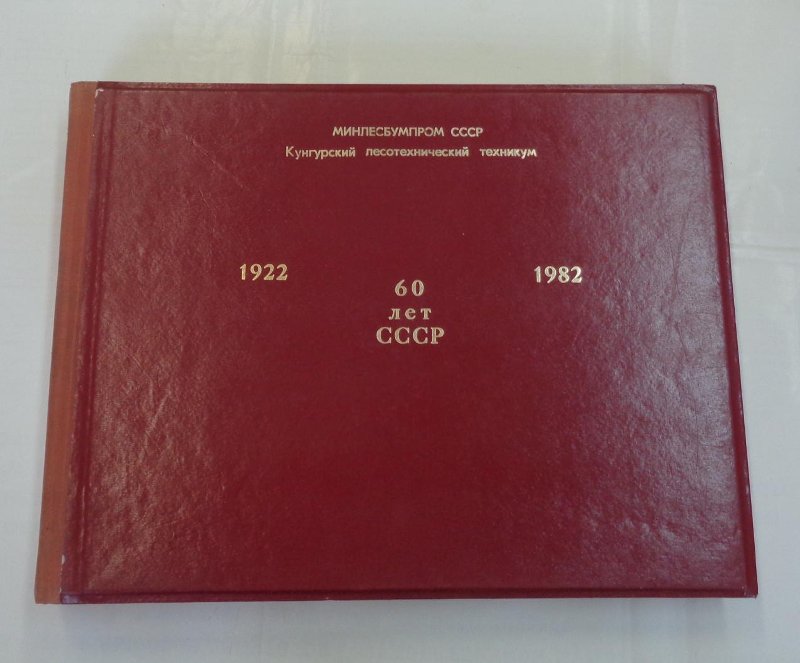 МИНЛЕСБУМПРОМ СССР
Кунгурский лесотехнический техникум
1922
1982
60
лет
СССР